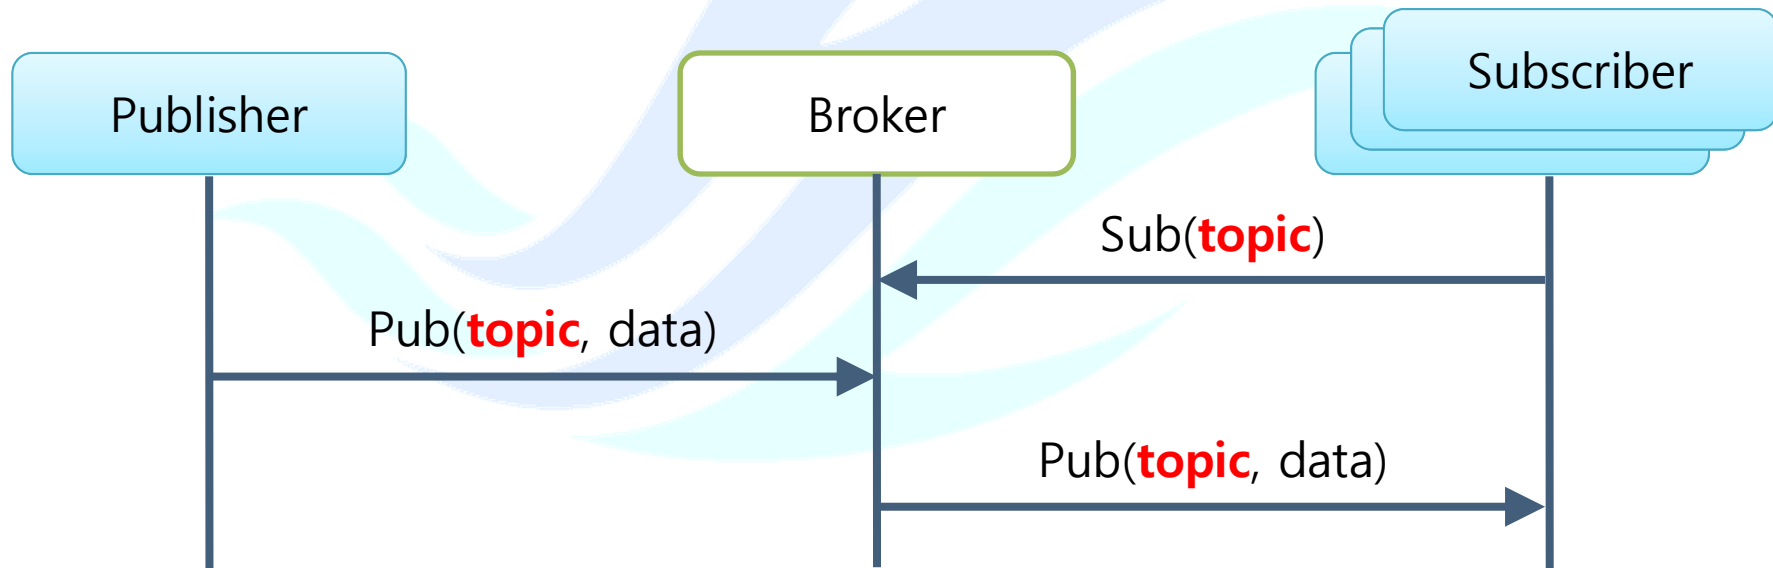 Publisher
Broker
Subscriber
Sub(topic)
Pub(topic, data)
Pub(topic, data)